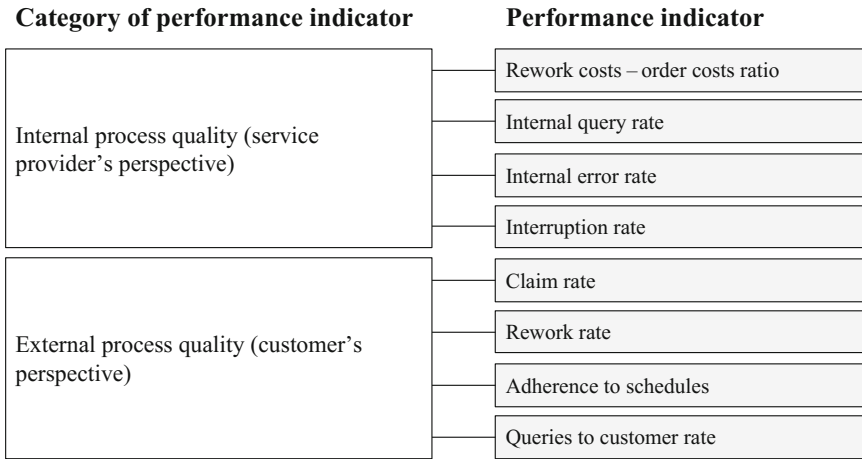 Category of performance indicator
Performance indicator
Internal process quality (service
provider's perspective)
Rework costs – order costs ratio
Internal query rate
Internal error rate
Interruption rate
External process quality (customer's
perspective)
Claim rate
Rework rate
Adherence to schedules
Queries to customer rate